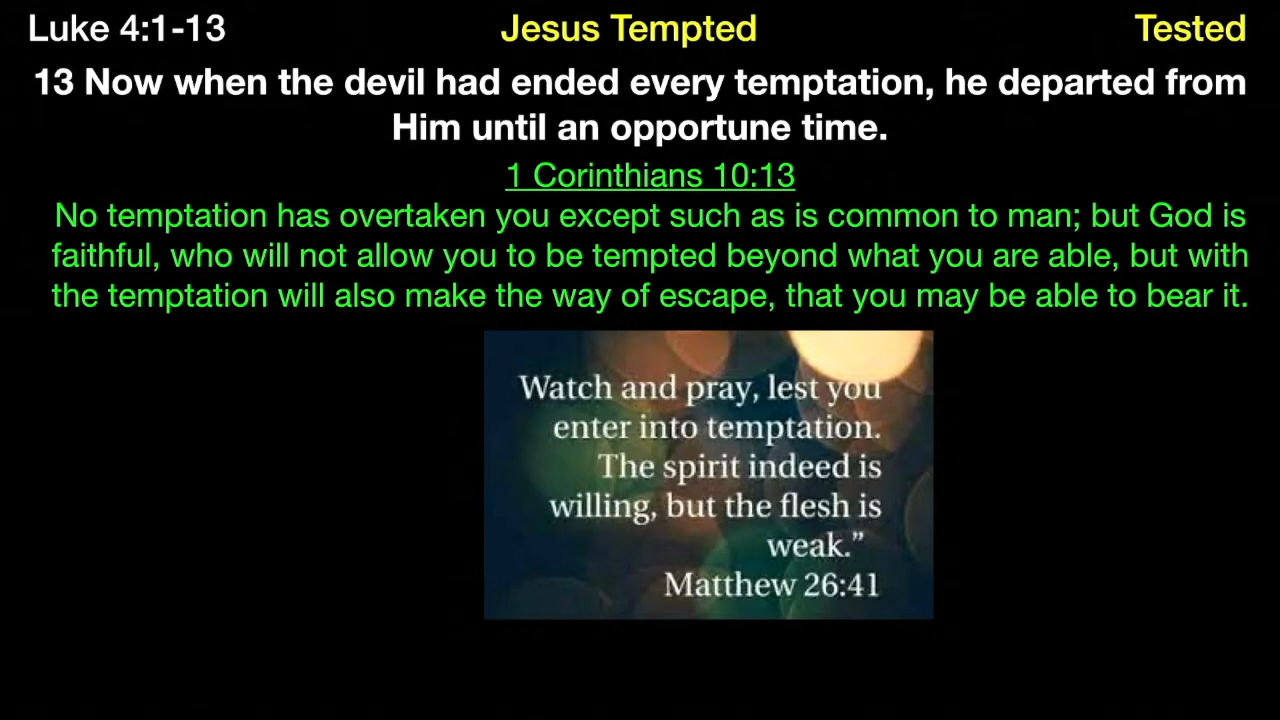 Luke 4:1-13 Jesus Tempted Tested
13 Now when the devil had ended every temptation, he departed from
Him until an opportune time.
1 Corinthians 10:13
No temptation has overtaken you except such as is common to man; but God is
faithful, who will not allow you to be tempted beyond what you are able, but with
the temptation will also make the way of escape, that you may be able to bear it.
Watch and pray, lest you
enter into temptation.
The spirit indeed is
willing, but the flesh is
weak.”
Matthew 26:41